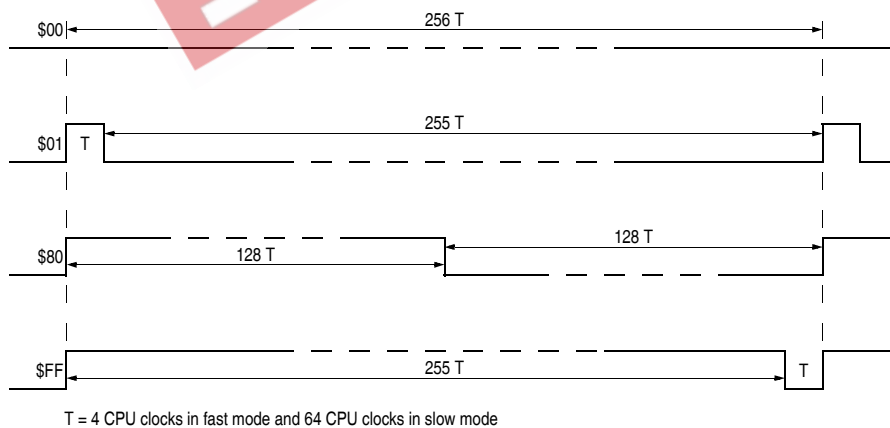 $00
256 T
$01
T
255 T
$80
128 T
128 T
$FF
255 T
T
T = 4 CPU clocks in fast mode and 64 CPU clocks in slow mode